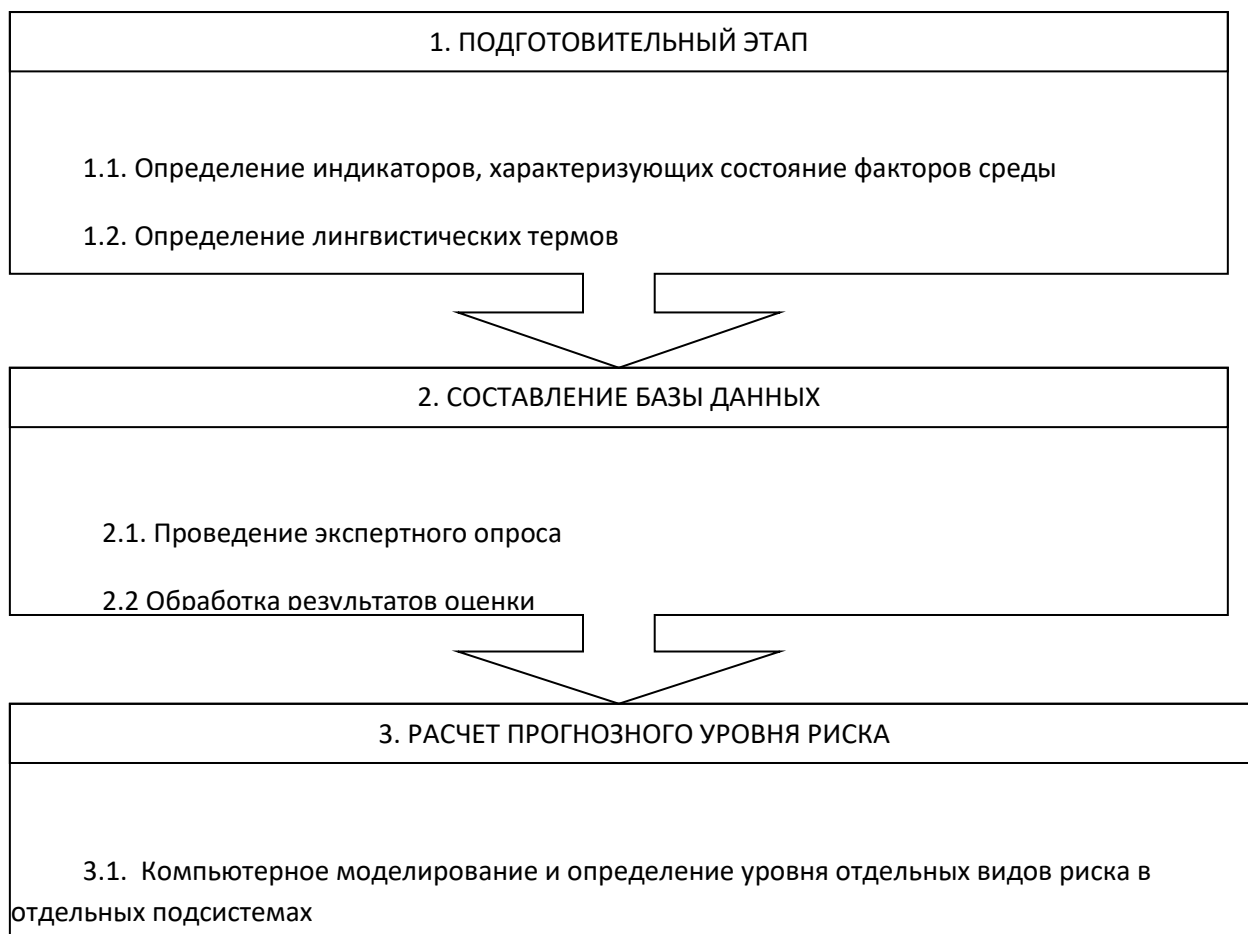 1. ПОДГОТОВИТЕЛЬНЫЙ ЭТАП
1.1. Определение индикаторов, характеризующих состояние факторов среды
1.2. Определение лингвистических термов
2. СОСТАВЛЕНИЕ БАЗЫ ДАННЫХ
2.1. Проведение экспертного опроса
2.2 Обработка результатов оценки
3. РАСЧЕТ ПРОГНОЗНОГО УРОВНЯ РИСКА
3.1. Компьютерное моделирование и определение уровня отдельных видов риска в
отдельных подсистемах